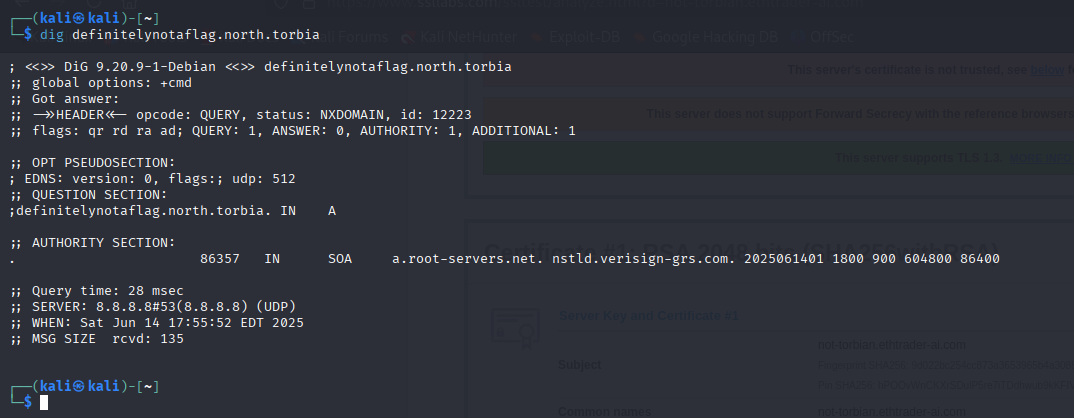 ssllabs.com
┌──(kali㉿kali)-[~]
└─$ dig definitelynotaflag.north.torbia
Kali Forums Kali NetHunter Exploit-DB Google Hacking DB OffSec
; <<>> DiG 9.20.9-1-Debian <<>> definitelynotaflag.north.torbia
;; global options: +cmd
;; Got answer:
;; ->>HEADER<<- opcode: QUERY, status: NXDOMAIN, id: 12223
;; flags: qr rd ra ad; QUERY: 1, ANSWER: 0, AUTHORITY: 1, ADDITIONAL: 1
This server's certificate is not trusted, see below
This server does not support Forward Secrecy with the reference browsers
This server supports TLS 1.3.
;; OPT PSEUDOSECTION:
; EDNS: version: 0, flags:; udp: 512
;; QUESTION SECTION:
;definitelynotaflag.north.torbia. IN A
;; AUTHORITY SECTION:
. 86357 IN SOA a.root-servers.net. nstld.verisign-grs.com. 2025061401 1800 900 604800 86400
Certificate #1: RSA 2048 bits (SHA256withRSA)
;; Query time: 28 msec
;; SERVER: 8.8.8.8#53(8.8.8.8) (UDP)
;; WHEN: Sat Jun 14 17:55:52 EDT 2025
;; MSG SIZE rcvd: 135
Server Key and Certificate #1
not-torbian.ethtrader-ai.com
Subject
Common names
not-torbian.ethtrader-ai.com
┌──(kali㉿kali)-[~]
└─$